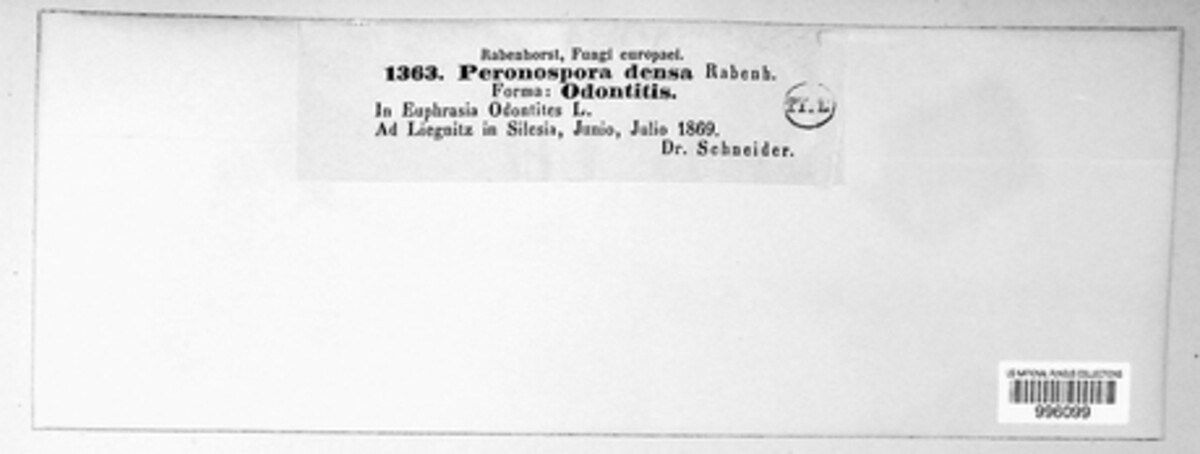 Rabenhorst, Fungi europaei.
1363. Peronospora densa Rabenh.
Forma: Odontitis.
In Euphrasia Odontites L.
Ad Liegnitz in Silesia, Junio, Julio 1869.
Dr. Schneider.
US NATIONAL FUNGUS COLLECTIONS
996099